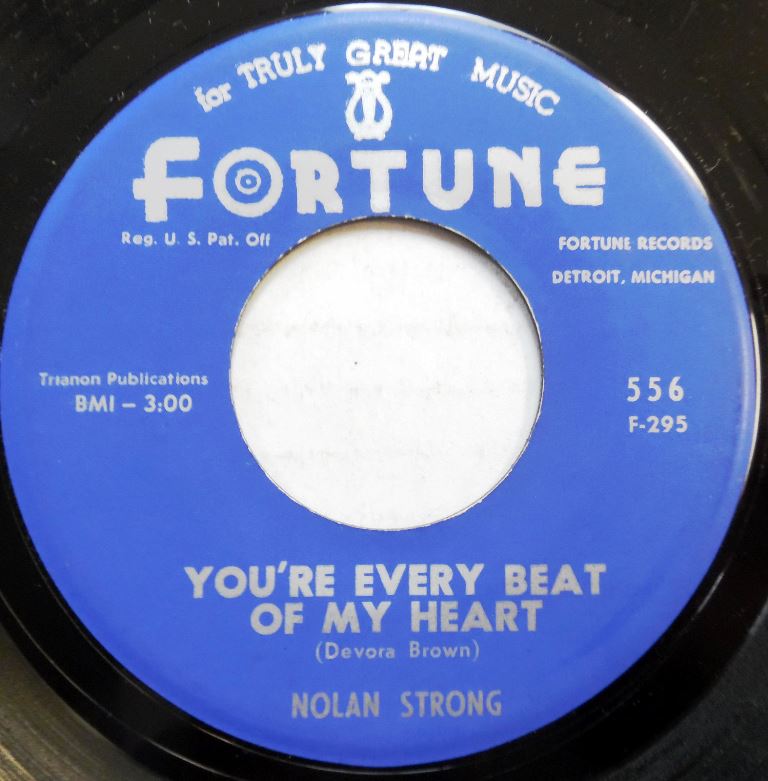 for TRULY GREAT MUSIC
FORTUNE
Reg. U. S. Pat. Off
FORTUNE RECORDS
DETROIT, MICHIGAN
Trianon Publications
BMI – 3:00
556
F-295
YOU'RE EVERY BEAT
OF MY HEART
(Devora Brown)
NOLAN STRONG